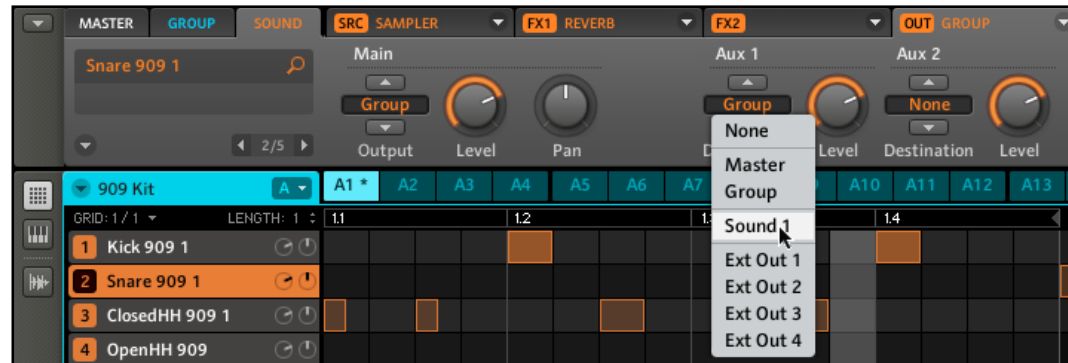 MASTER GROUP SOUND SRC SAMPLER FX1 REVERB FX2 OUT GROUP
Snare 909 1
Main Aux 1 Aux 2
Group Group None
2/5
Output Level Pan Level Destination Level
None
Master
Group
Sound 1
Ext Out 1
Ext Out 2
Ext Out 3
Ext Out 4
909 Kit A A1 * A2 A3 A4 A5 A6 A7 A10 A11 A12 A13
GRID: 1 / 1 LENGTH: 1 1.1 1.2 1.4
1 Kick 909 1
2 Snare 909 1
3 ClosedHH 909 1
4 OpenHH 909